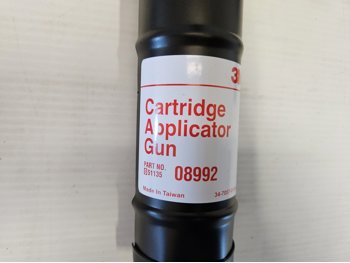 3M
Cartridge
Applicator
Gun
PART NO.
051135 08992
Made In Taiwan